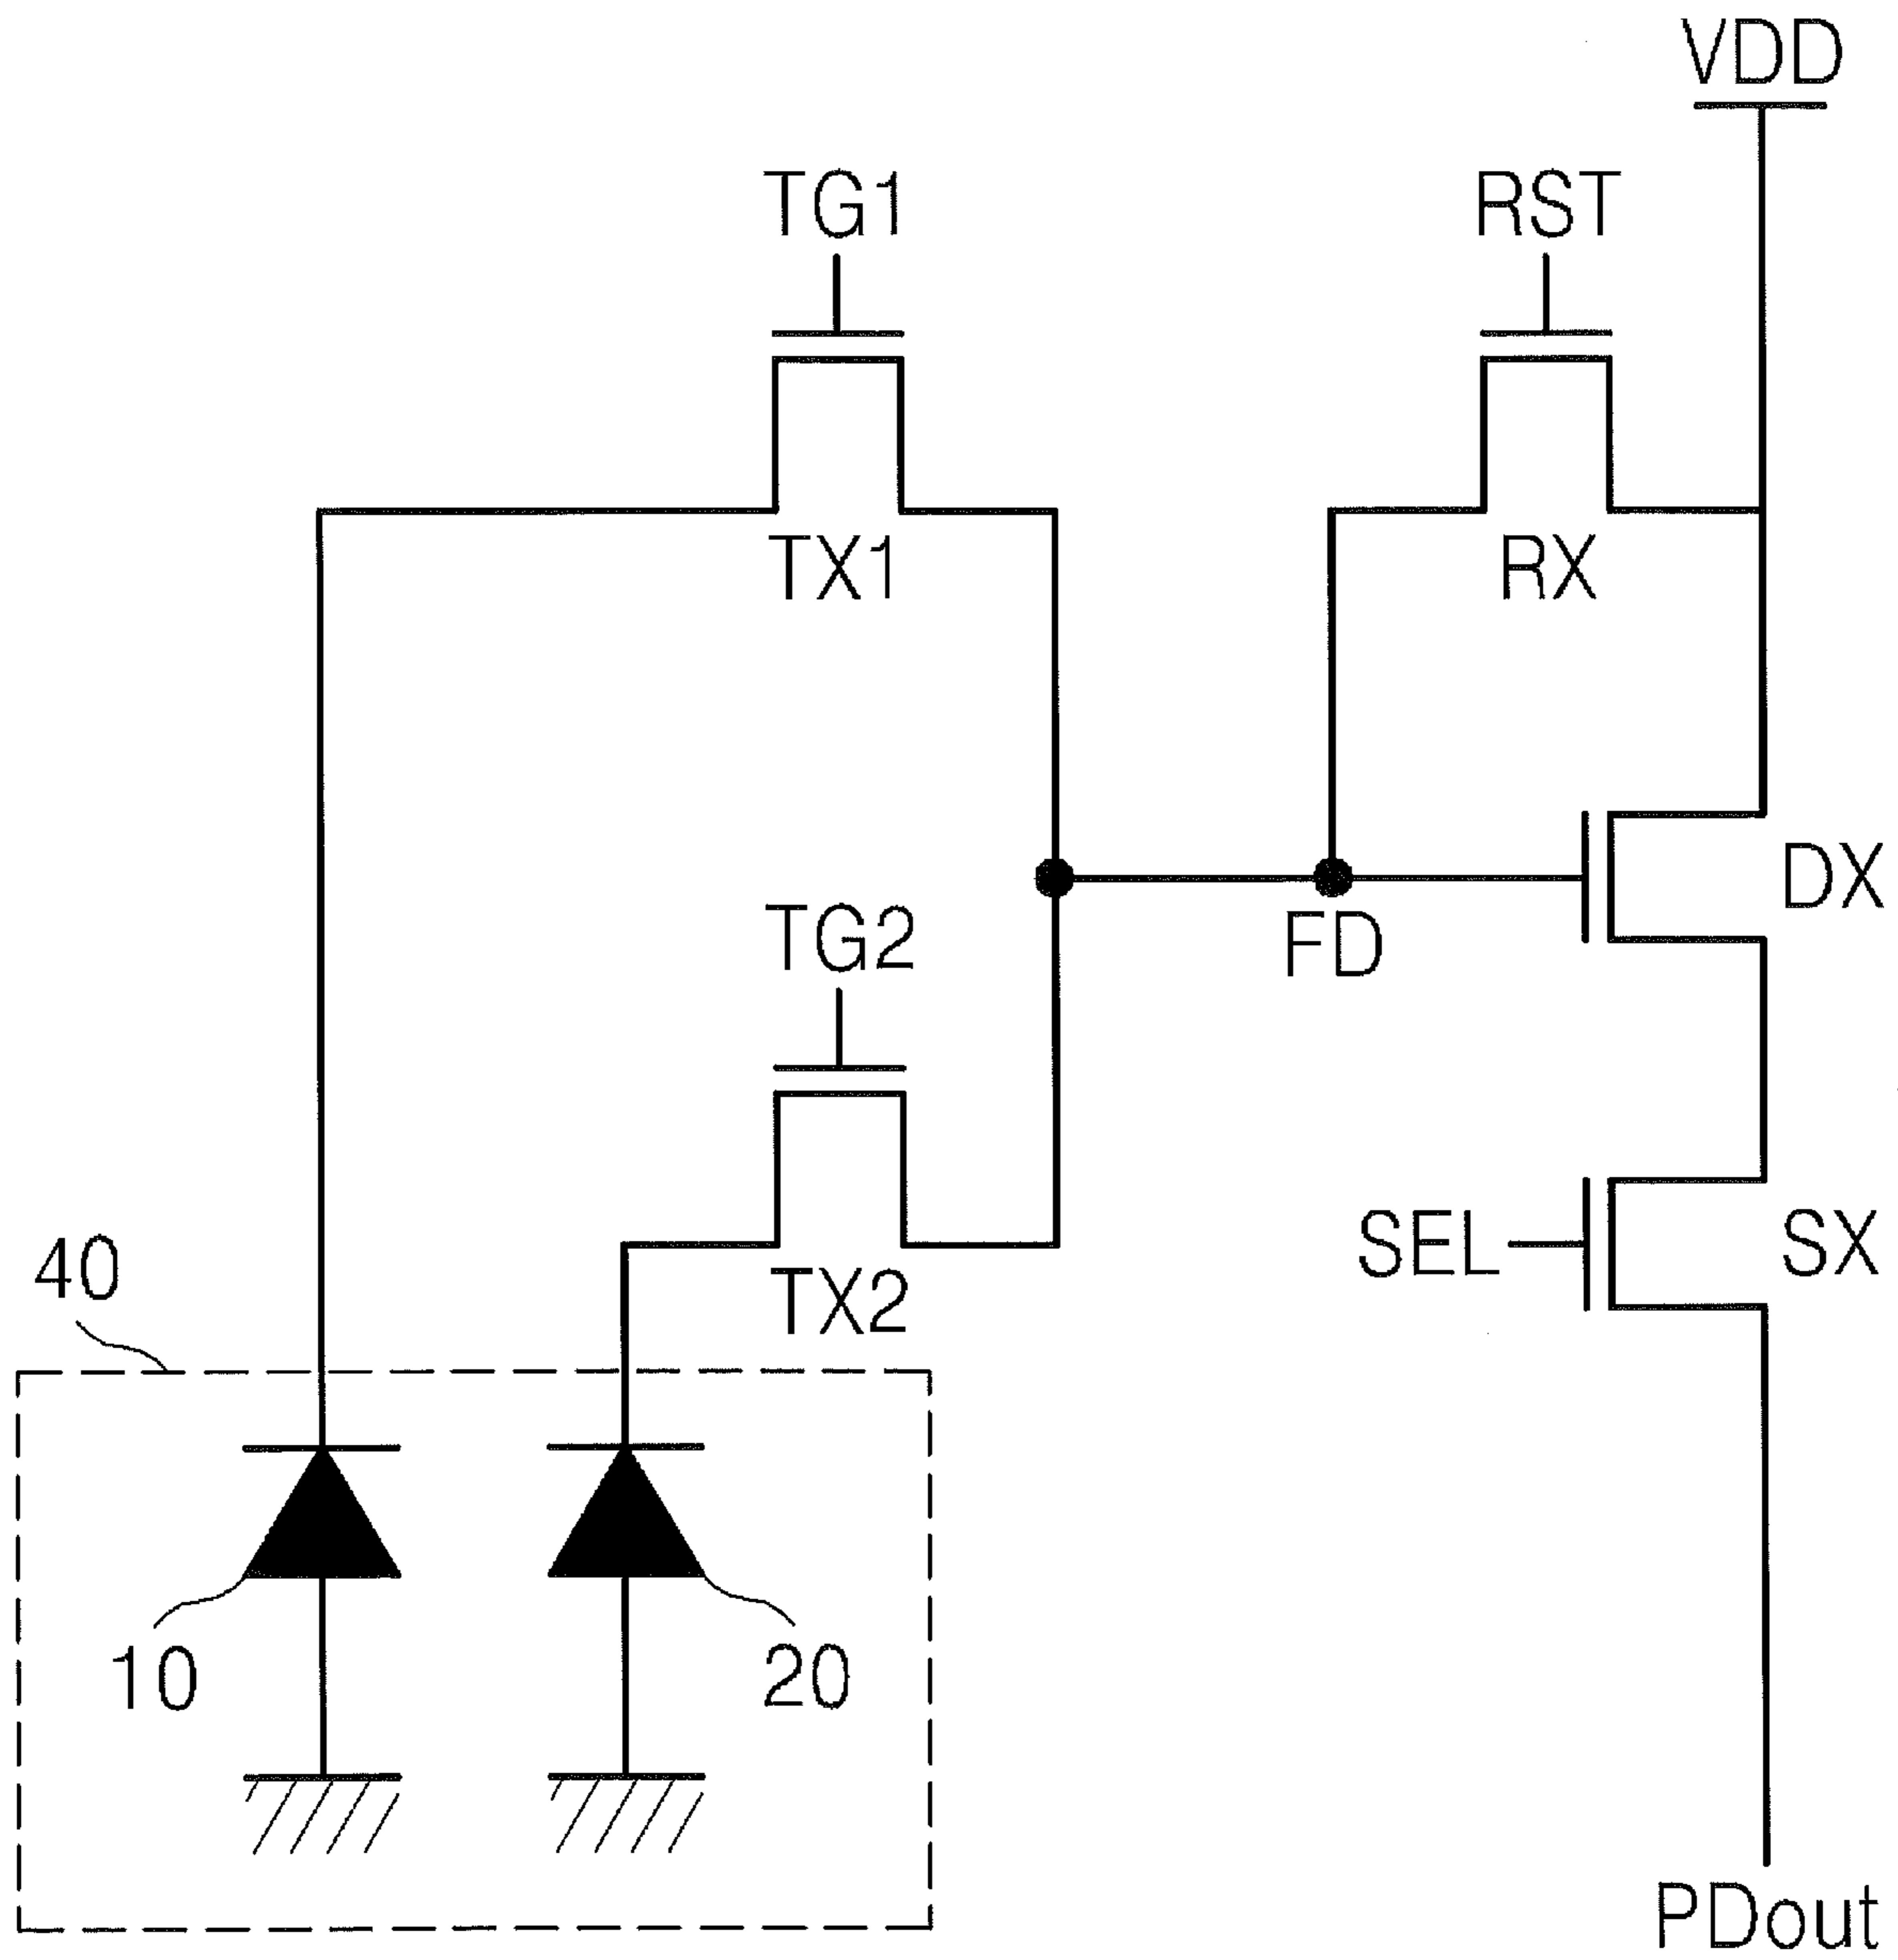 VDD
TG1
RST
TX1
RX
DX
FD
TG2
SEL
SX
40
TX2
10
20
PDout